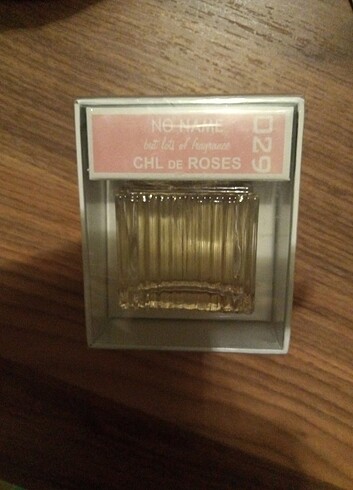 NO NAME
but lots of fragrance
CHL DE ROSES
029